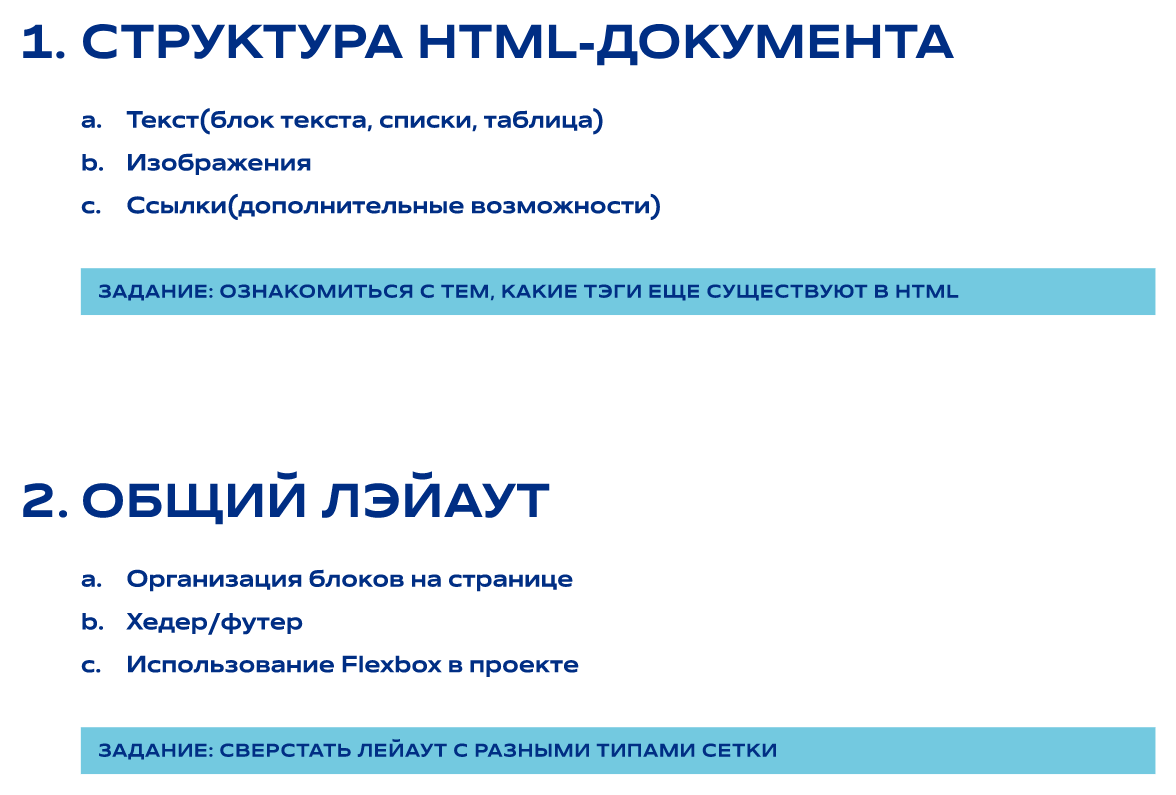 1. СТРУКТУРА HTML-ДОКУМЕНТА
a. Текст(блок текста, списки, таблица)
b. Изображения
c. Ссылки(дополнительные возможности)
ЗАДАНИЕ: ОЗНАКОМИТЬСЯ С ТЕМ, КАКИЕ ТЭГИ ЕЩЕ СУЩЕСТВУЮТ В HTML
2. ОБЩИЙ ЛЭЙАУТ
a. Организация блоков на странице
b. Хедер/футер
c. Использование Flexbox в проекте
ЗАДАНИЕ: СВЕРСТАТЬ ЛЕЙАУТ С РАЗНЫМИ ТИПАМИ СЕТКИ